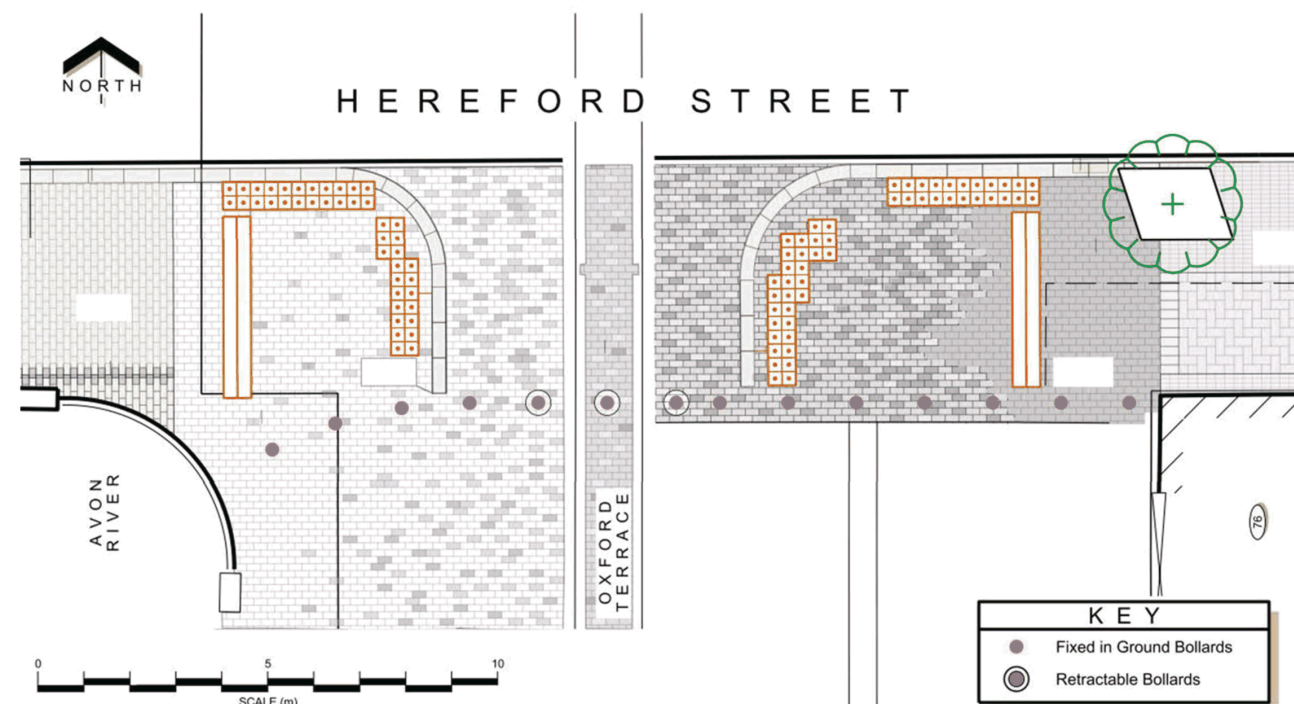 NORTH
HEREFORD STREET
AVON
RIVER
OXFORD
TERRACE
76
KEY
Fixed in Ground Bollards
Retractable Bollards
0 5 10
SCALE (m)